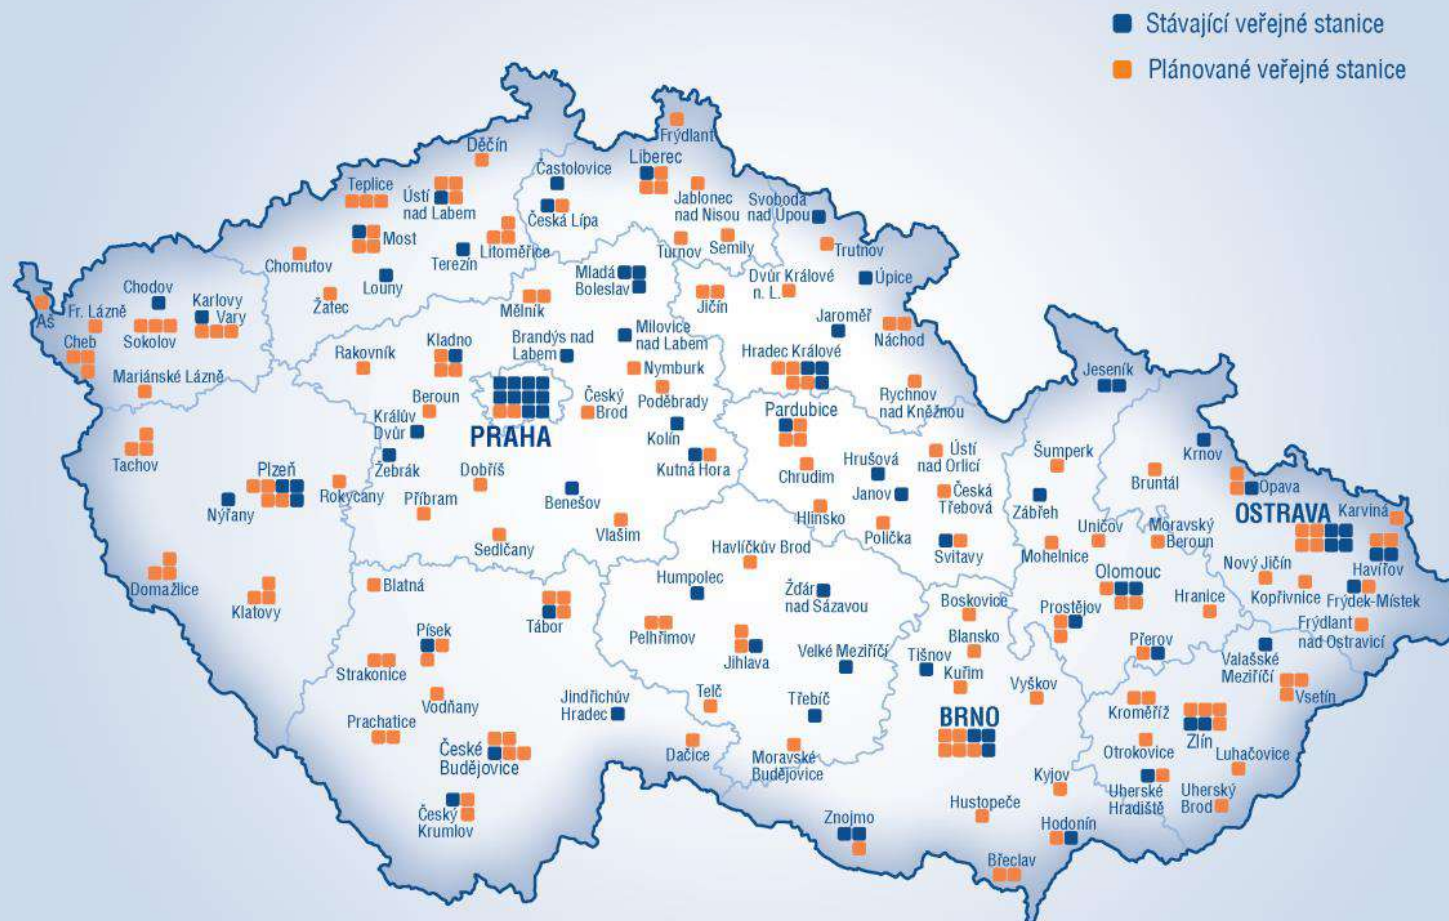 Stávající veřejné stanice
Plánované veřejné stanice
Frýdlant
Děčín
Liberec
Častolovice
Teplice
Ústí
nad Labem
Jablonec
nad Nisou
Svoboda
nad Úpou
Česká Lípa
Most
Litoměřice
Turnov
Semily
Trutnov
Terezín
Chomutov
Mladá
Boleslav
Dvůr Králové
n. L.
Úpice
Louny
Chodov
Karlovy
Vary
Žatec
Mělník
Jičín
Fr. Lázně
Aš
Sokolov
Jaroměř
Náchod
Cheb
Kladno
Brandýs nad
Labem
Milovice
nad Labem
Rakovník
Hradec Králové
Mariánské Lázně
Nymburk
Jeseník
Beroun
Český
Brod
Poděbrady
Rychnov
nad Kněžnou
Králův
Dvůr
PRAHA
Pardubice
Kolín
Krnov
Tachov
Žebrák
Kutná Hora
Chrudim
Hrušová
Ústí
nad Orlicí
Šumperk
Plzeň
Rokycany
Dobříš
Bruntál
Opava
Nýřany
Příbram
Benešov
Janov
Česká
Třebová
Zábřeh
OSTRAVA
Karviná
Hlinsko
Sedlčany
Vlašim
Polička
Uničov
Moravský
Beroun
Svitavy
Mohelnice
Havlíčkův Brod
Nový Jičín
Havířov
Domažlice
Blatná
Humpolec
Žďár
nad Sázavou
Olomouc
Kopřivnice
Frýdek-Místek
Klatovy
Boskovice
Prostějov
Hranice
Tábor
Písek
Pelhřimov
Blansko
Frýdlant
nad Ostravicí
Přerov
Jihlava
Velké Meziříčí
Tišnov
Valašské
Meziříčí
Strakonice
Kuřim
Vodňany
Jindřichův
Hradec
Telč
Třebíč
Vyškov
Vsetín
Kroměříž
Prachatice
BRNO
Zlín
České
Budějovice
Dačice
Moravské
Budějovice
Otrokovice
Luhačovice
Kyjov
Uherské
Hradiště
Uherský
Brod
Český
Krumlov
Hustopeče
Znojmo
Hodonín
Břeclav